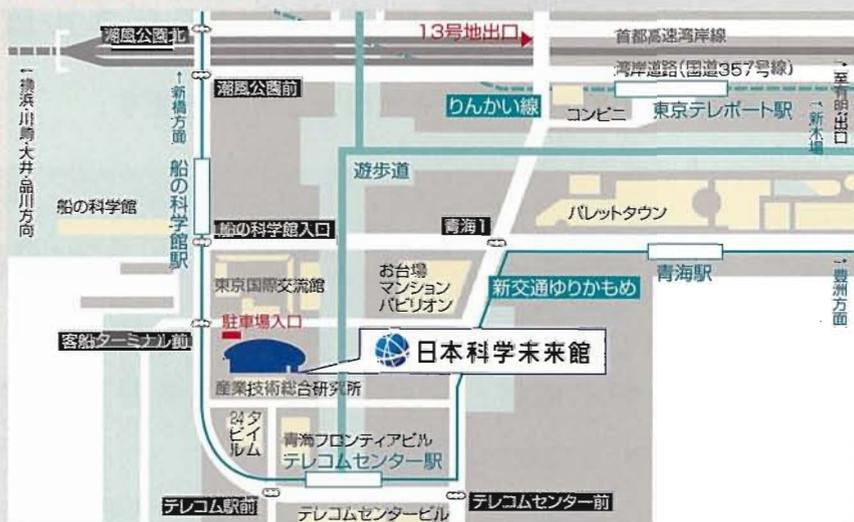 潮風公園北
13号地出口
首都高速湾岸線
湾岸道路(国道357号線)
↑新橋方面
潮風公園前
りんかい線
コンビニ
東京テレポート駅
→新木場
→至有明出口
←横浜・川崎・大井・品川方向
船の科学館駅
遊歩道
船の科学館
パレットタウン
船の科学館入口
青海1
東京国際交流館
お台場
マンション
パビリオン
新交通ゆりかもめ
青海駅
→豊洲方面
駐車場入口
客船ターミナル前
日本科学未来館
産業技術総合研究所
タイム
24ビル
青海フロンティアビル
テレコムセンター駅
テレコム駅前
テレコムセンター前
テレコムセンタービル